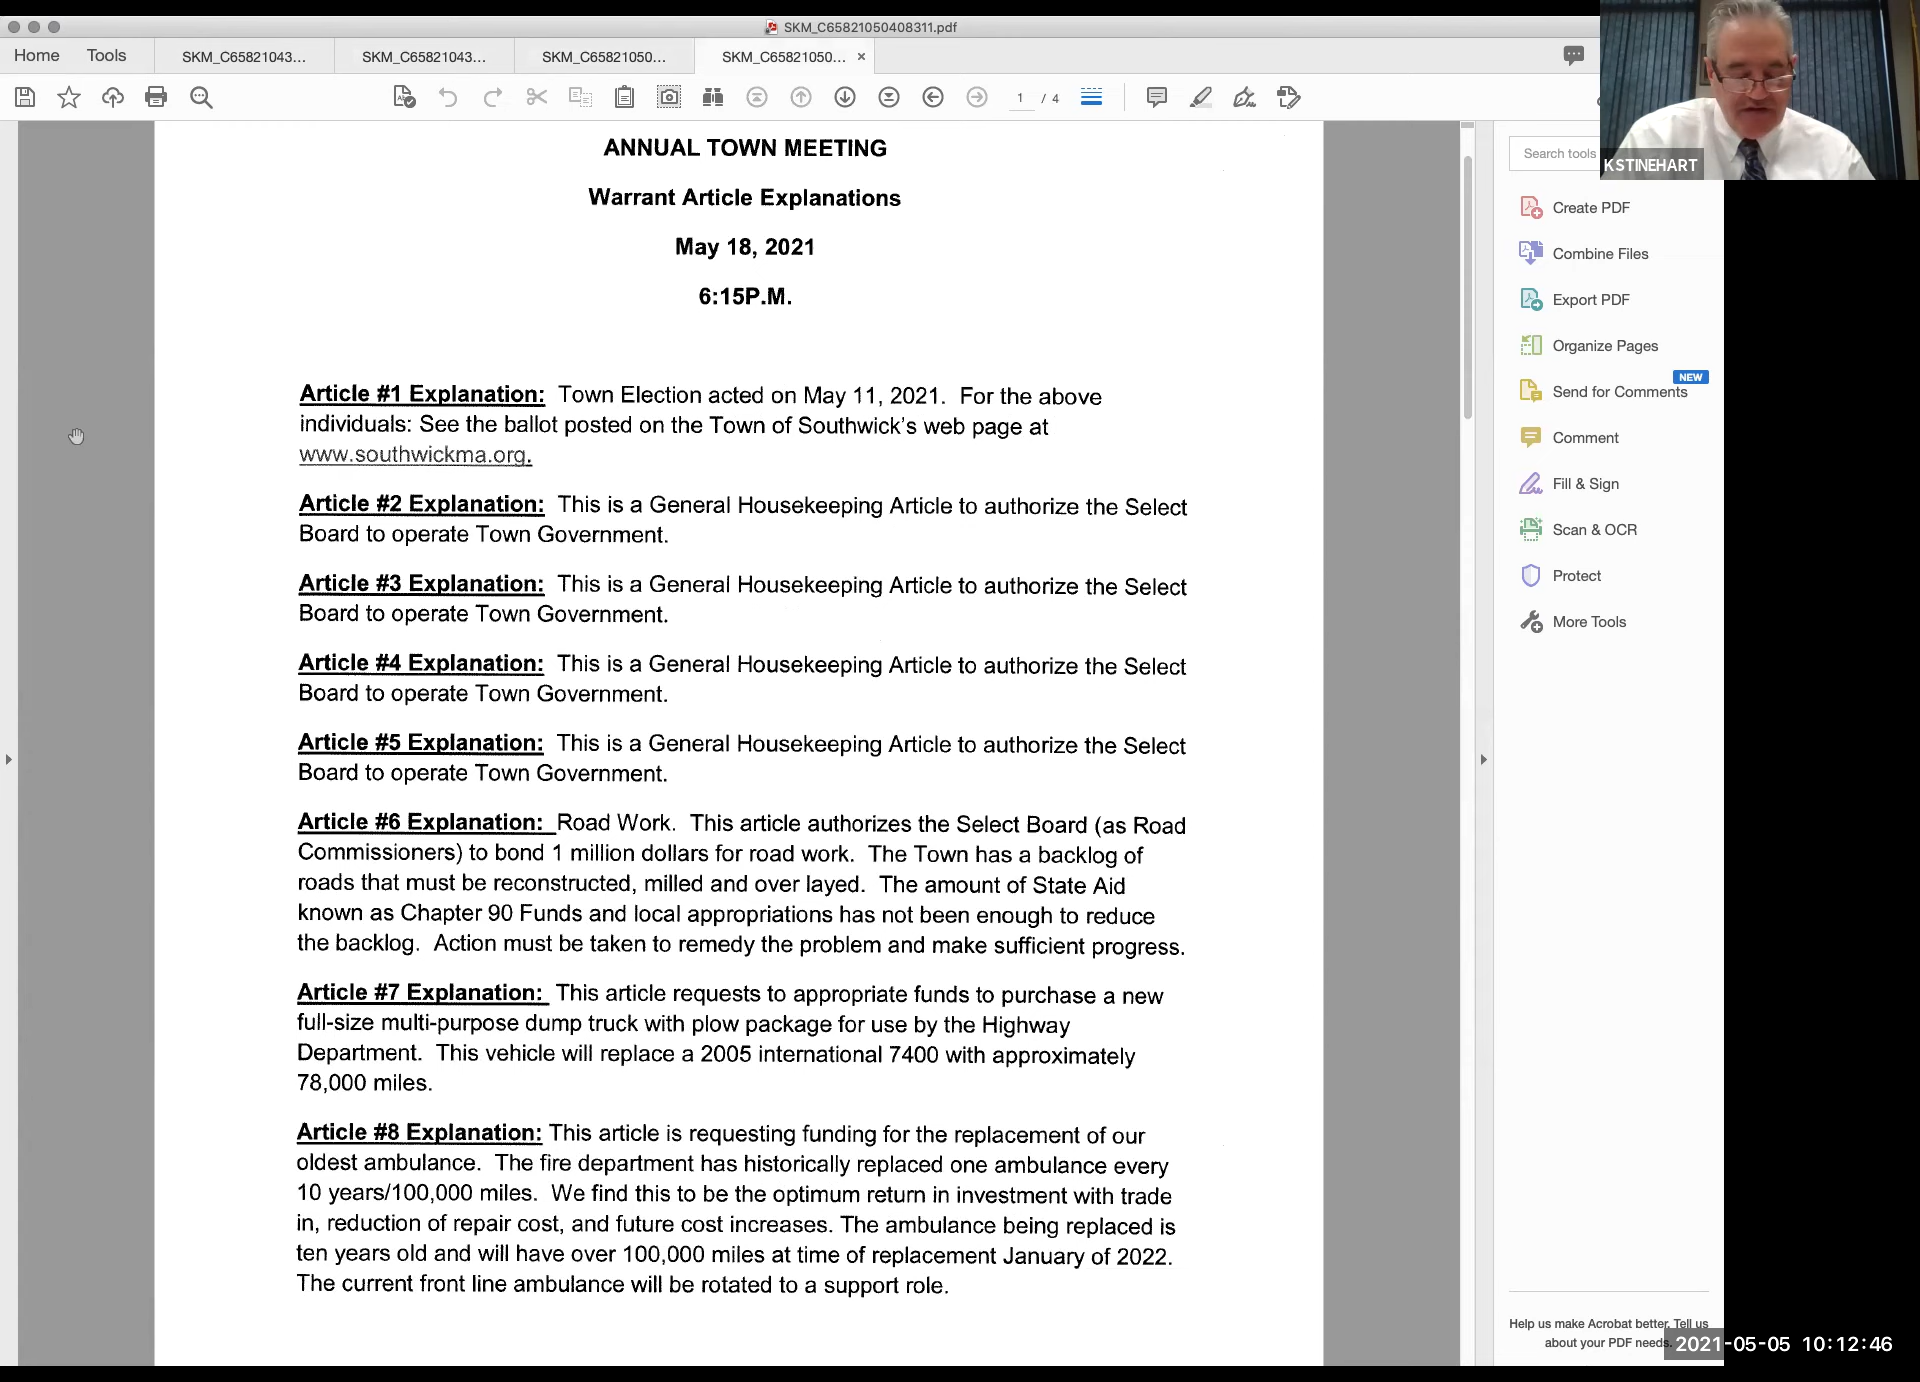 SKM_C65821050408311.pdf
Home Tools SKM_C65821043... SKM_C65821043... SKM_C65821050... SKM_C65821050... ×
1 / 4
Search tools
KSTINEHART
ANNUAL TOWN MEETING
Warrant Article Explanations
May 18, 2021
6:15P.M.
Article #1 Explanation: Town Election acted on May 11, 2021. For the above
individuals: See the ballot posted on the Town of Southwick's web page at
www.southwickma.org.
Article #2 Explanation: This is a General Housekeeping Article to authorize the Select
Board to operate Town Government.
Article #3 Explanation: This is a General Housekeeping Article to authorize the Select
Board to operate Town Government.
Article #4 Explanation: This is a General Housekeeping Article to authorize the Select
Board to operate Town Government.
Article #5 Explanation: This is a General Housekeeping Article to authorize the Select
Board to operate Town Government.
Article #6 Explanation: Road Work. This article authorizes the Select Board (as Road
Commissioners) to bond 1 million dollars for road work. The Town has a backlog of
roads that must be reconstructed, milled and over layed. The amount of State Aid
known as Chapter 90 Funds and local appropriations has not been enough to reduce
the backlog. Action must be taken to remedy the problem and make sufficient progress.
Article #7 Explanation: This article requests to appropriate funds to purchase a new
full-size multi-purpose dump truck with plow package for use by the Highway
Department. This vehicle will replace a 2005 international 7400 with approximately
78,000 miles.
Article #8 Explanation: This article is requesting funding for the replacement of our
oldest ambulance. The fire department has historically replaced one ambulance every
10 years/100,000 miles. We find this to be the optimum return in investment with trade
in, reduction of repair cost, and future cost increases. The ambulance being replaced is
ten years old and will have over 100,000 miles at time of replacement January of 2022.
The current front line ambulance will be rotated to a support role.
Create PDF
Combine Files
Export PDF
Organize Pages
NEW
Send for Comments
Comment
Fill & Sign
Scan & OCR
Protect
More Tools
Help us make Acrobat better. Tell us
about your PDF needs.
2021-05-05 10:12:46